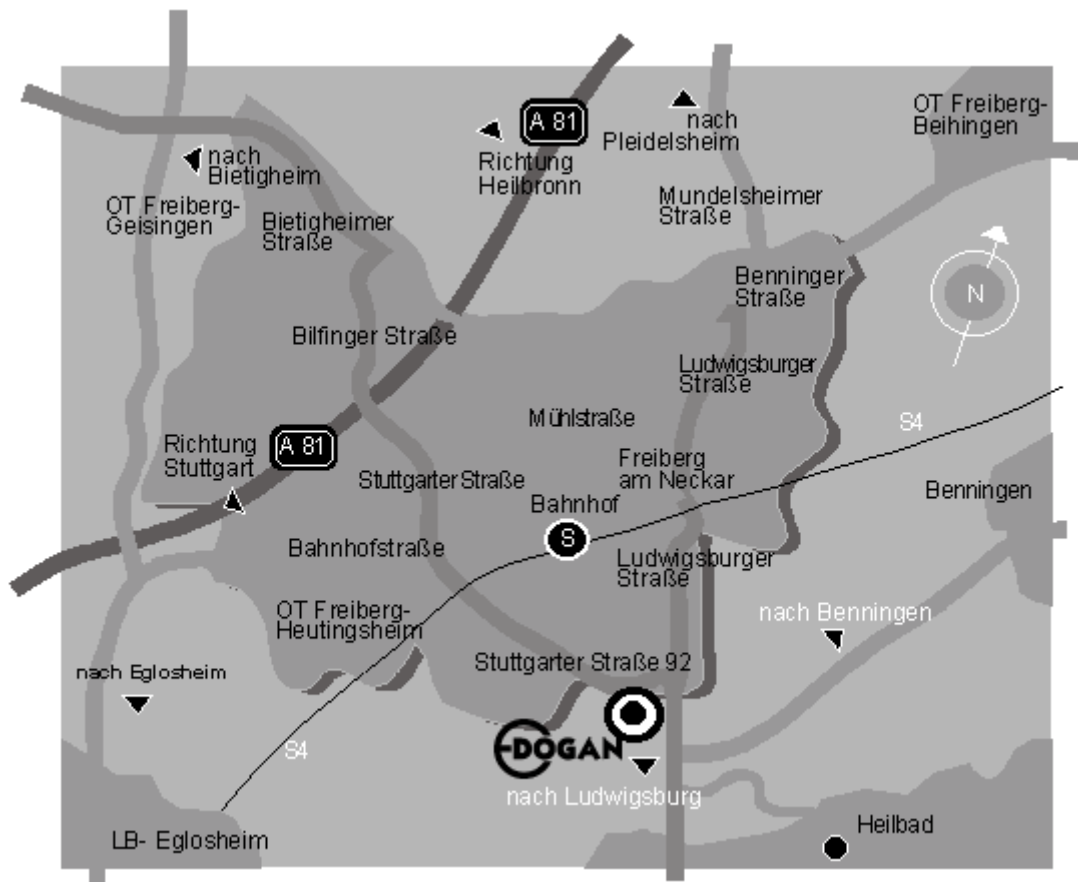 OT Freiberg-
Beihingen
A 81
nach
Pleidelsheim
nach
Bietigheim
Richtung
Heilbronn
OT Freiberg-
Geisingen
Bietigheimer
Straße
Mundelsheimer
Straße
Benninger
Straße
N
Bilfinger Straße
Ludwigsburger
Straße
Mühlstraße
S4
Richtung
Stuttgart
A 81
Stuttgarter Straße
Freiberg
am Neckar
Benningen
Bahnhof
S
Bahnhofstraße
Ludwigsburger
Straße
OT Freiberg-
Heutingsheim
nach Benningen
nach Eglosheim
Stuttgarter Straße 92
S4
DOGAN
nach Ludwigsburg
LB- Eglosheim
Heilbad